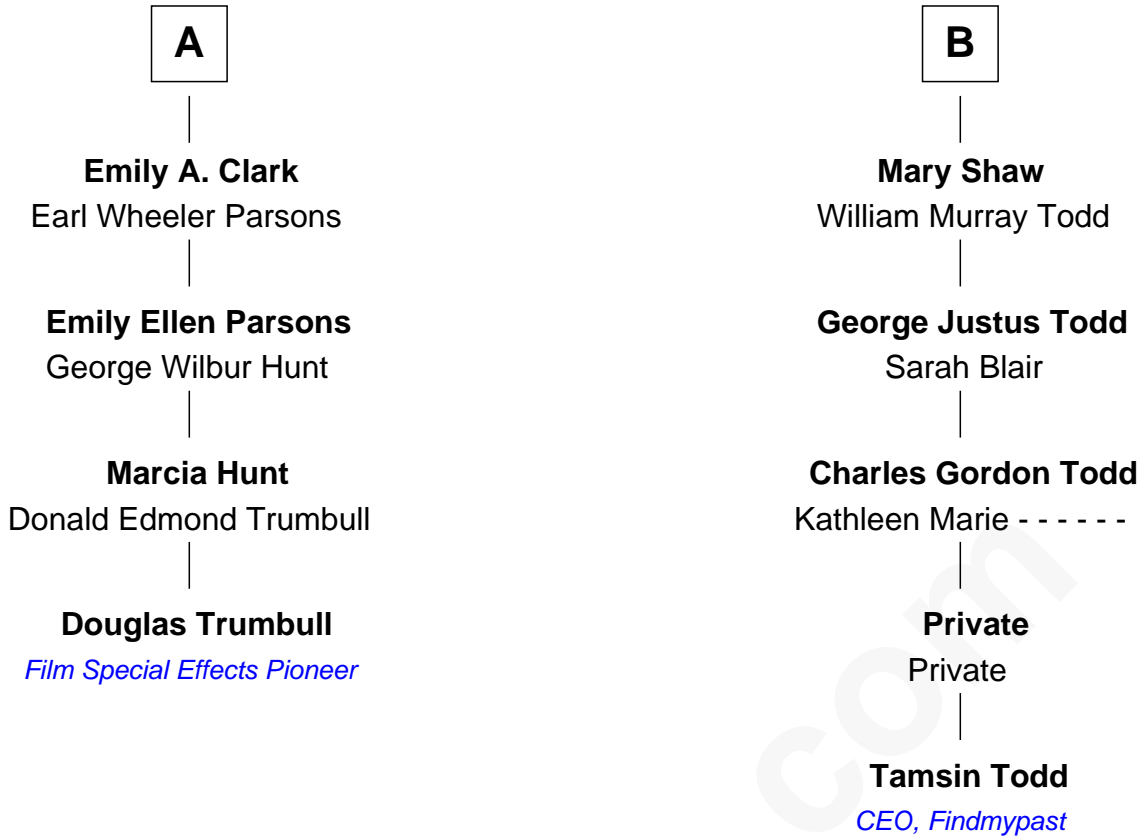 A
Emily A. Clark
Earl Wheeler Parsons
Emily Ellen Parsons
George Wilbur Hunt
Marcia Hunt
Donald Edmond Trumbull
Douglas Trumbull
Film Special Effects Pioneer
B
Mary Shaw
William Murray Todd
George Justus Todd
Sarah Blair
Charles Gordon Todd
Kathleen Marie - - - - - -
Private
Private
Tamsin Todd
CEO, Findmypast
com